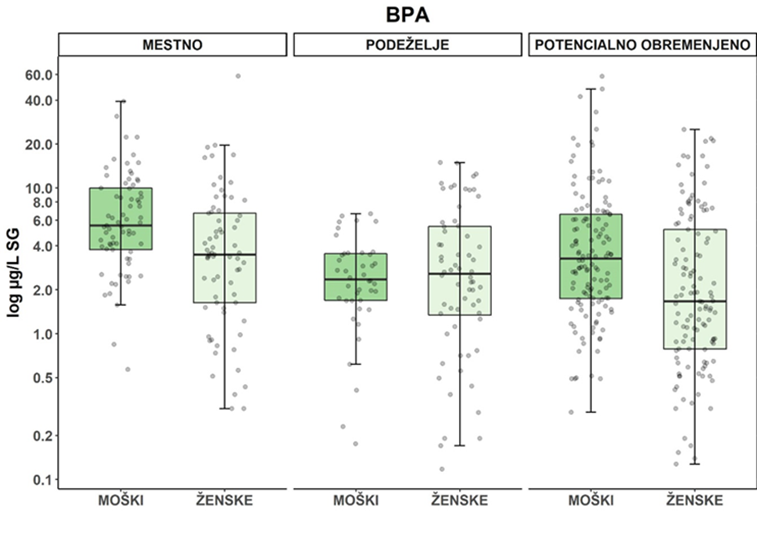 BPA
MESTNO
PODEŽELJE
POTENCIALNO OBREMENJENO
log µg/L SG
60.0
40.0
20.0
10.0
8.0
6.0
4.0
2.0
1.0
0.5
0.2
0.1
MOŠKI
ŽENSKE
MOŠKI
ŽENSKE
MOŠKI
ŽENSKE